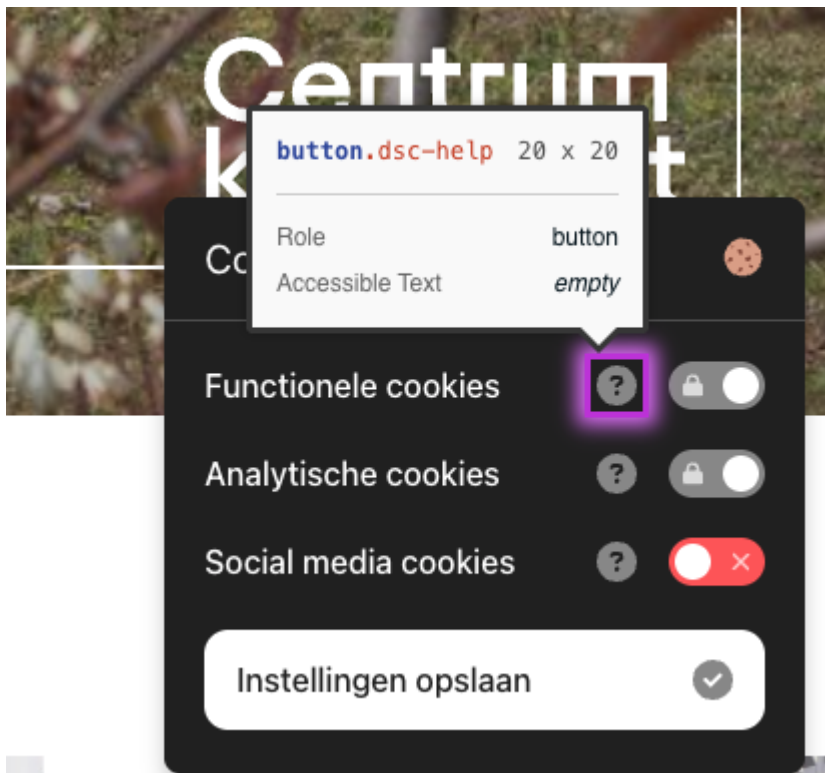 Centrum
button.dsc-help 20 x 20
Role button
Accessible Text empty
Functionele cookies ?
Analytische cookies ?
Social media cookies ?
Instellingen opslaan